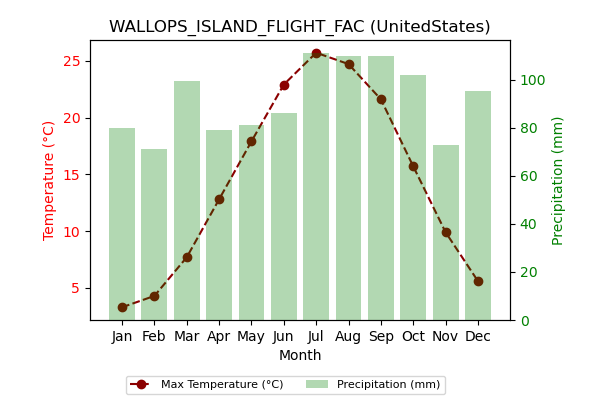 WALLOPS_ISLAND_FLIGHT_FAC (UnitedStates)
Temperature (°C)
25
20
15
10
5
Precipitation (mm)
100
80
60
40
20
0
Jan Feb Mar Apr May Jun Jul Aug Sep Oct Nov Dec
Month
Max Temperature (°C) Precipitation (mm)